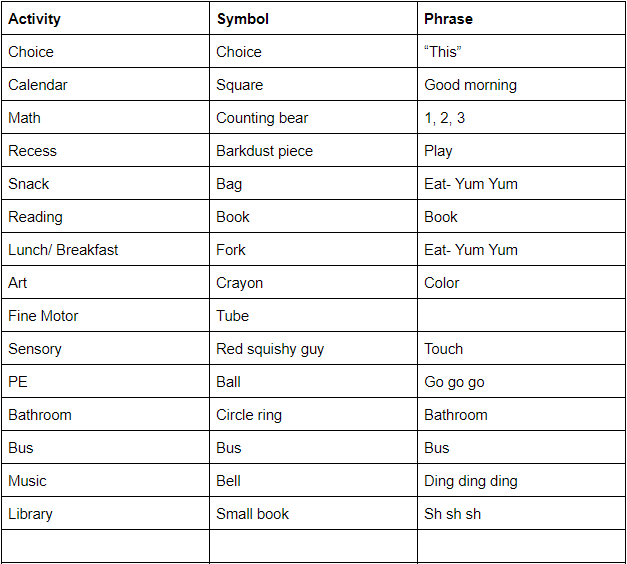 Activity Symbol Phrase
Choice Choice “This”
Calendar Square Good morning
Math Counting bear 1, 2, 3
Recess Barkdust piece Play
Snack Bag Eat- Yum Yum
Reading Book Book
Lunch/ Breakfast Fork Eat- Yum Yum
Art Crayon Color
Fine Motor Tube
Sensory Red squishy guy Touch
PE Ball Go go go
Bathroom Circle ring Bathroom
Bus Bus Bus
Music Bell Ding ding ding
Library Small book Sh sh sh